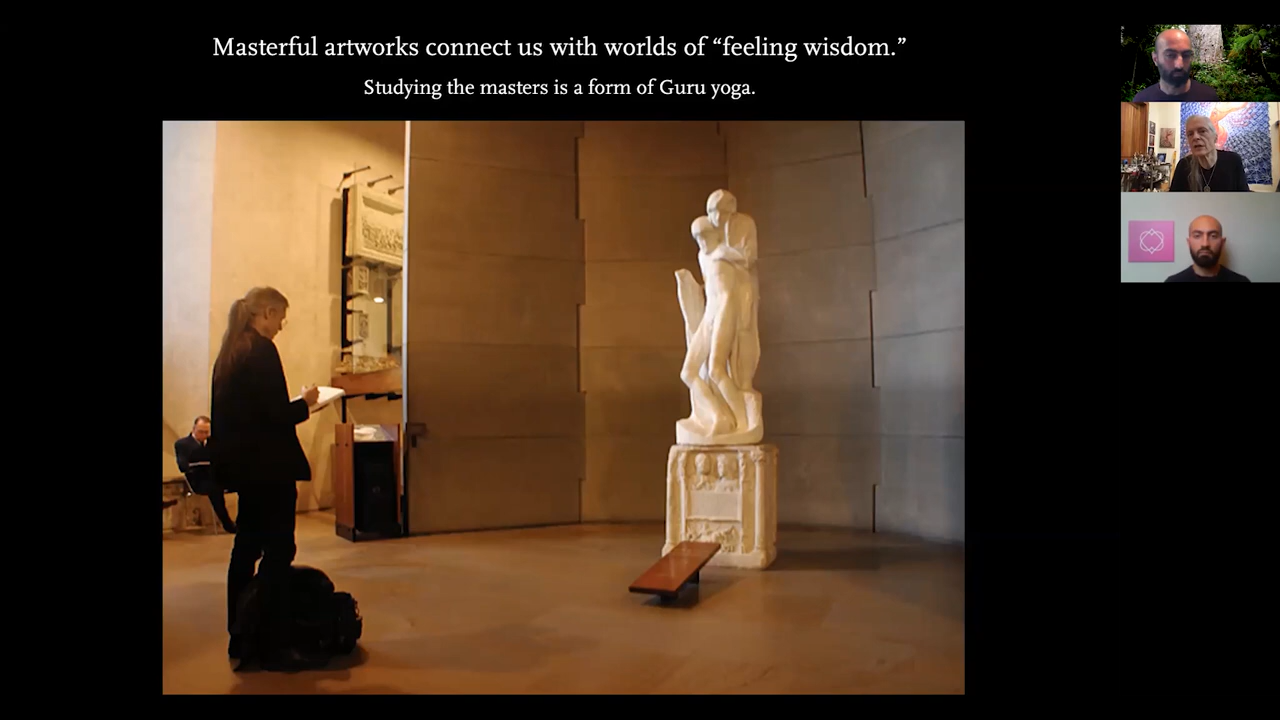 Masterful artworks connect us with worlds of “feeling wisdom.”
Studying the masters is a form of Guru yoga.